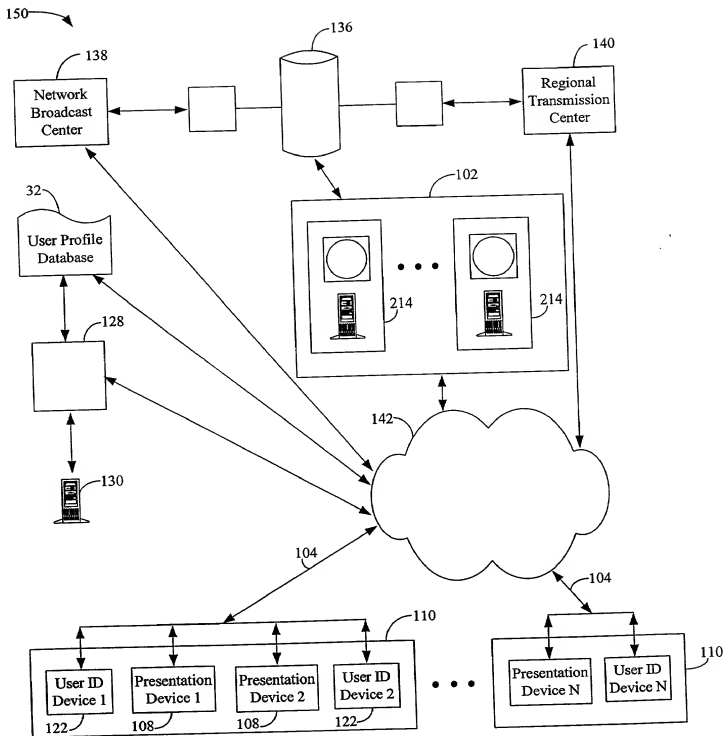 150
138
136
140
Network
Broadcast
Center
Regional
Transmission
Center
102
32
User Profile
Database
214
214
128
142
130
104
104
110
110
User ID
Device 1
Presentation
Device 1
Presentation
Device 2
User ID
Device 2
Presentation
Device N
User ID
Device N
122
108
108
122